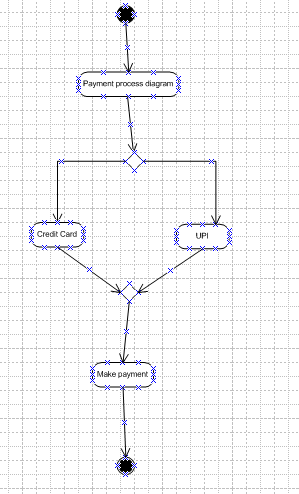 Payment process diagram
Credit Card
UPI
Make payment